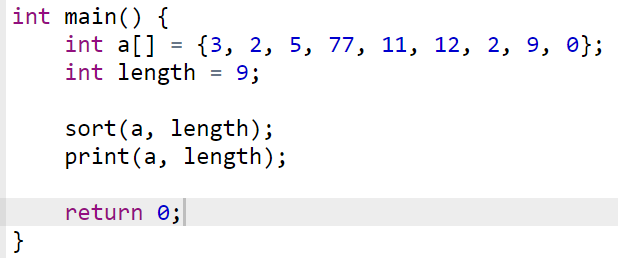 int main() {
    int a[] = {3, 2, 5, 77, 11, 12, 2, 9, 0};
    int length = 9;
    sort(a, length);
    print(a, length);
    return 0;
}